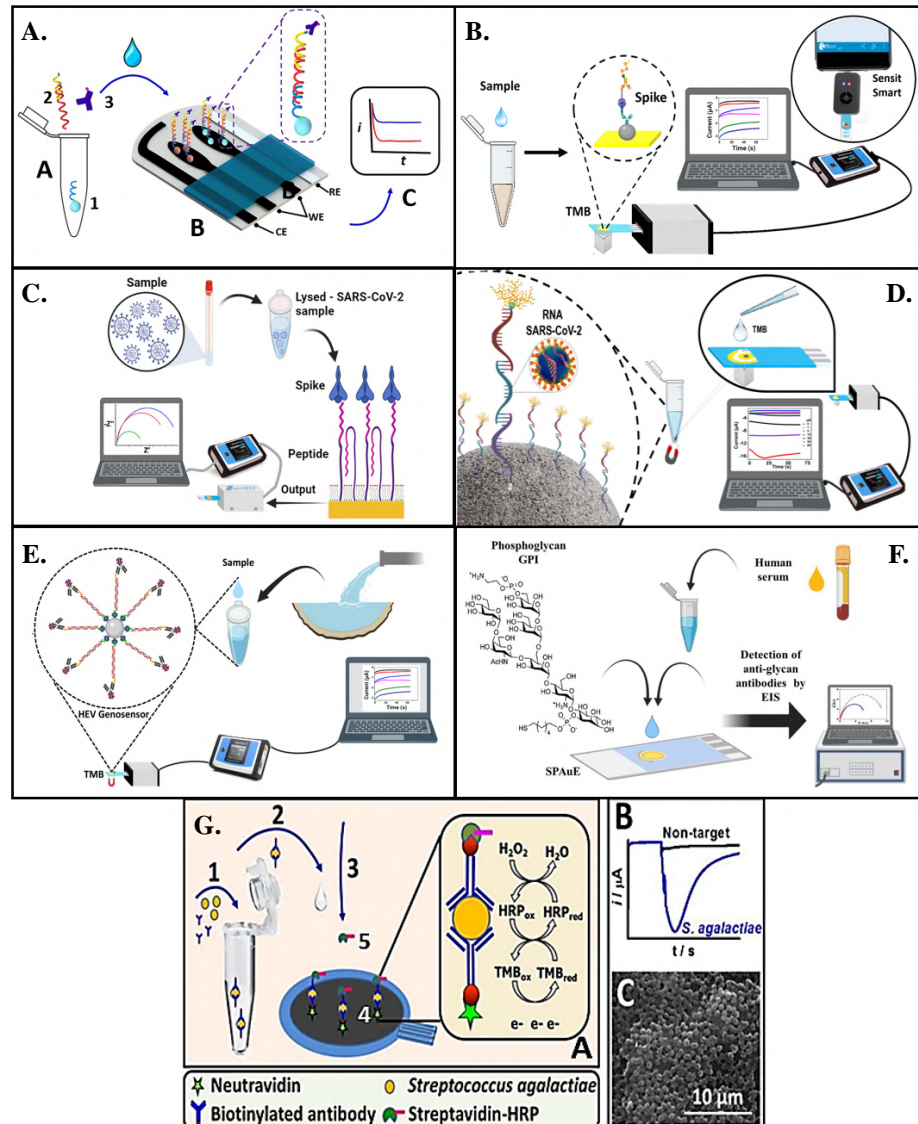 A.
2
3
A
1
B
D
RE
WE
CE
i
t
C
B.
Sample
Spike
TMB
Current (µA)
Time (s)
Sensit
Smart
C.
Sample
Lysed - SARS-CoV-2
sample
Spike
Peptide
Output
-Z''
Z'
D.
RNA
SARS-CoV-2
TMB
Current (µA)
Time (s)
E.
Sample
HEV Genosensor
TMB
Current (µA)
Time (s)
F.
Phosphoglycan
GPI
Human
serum
Detection of
anti-glycan
antibodies by
EIS
SPAuE
G.
1
2
3
5
4
H₂O₂ H₂O
HRPox HRPred
TMBox TMBred
e- e- e-
A
Neutravidin
Streptococcus agalactiae
Biotinylated antibody
Streptavidin-HRP
B
Non-target
S. agalactiae
i / µA
t / s
C
10 µm